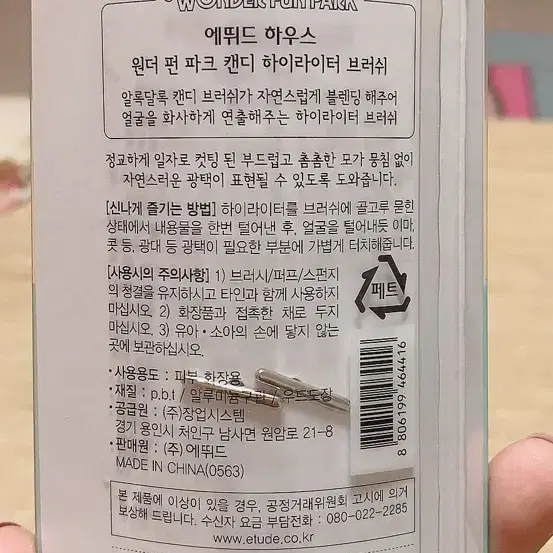 WONDER FUN PARK
에뛰드 하우스
원더 펀 파크 캔디 하이라이터 브러쉬
알록달록 캔디 브러쉬가 자연스럽게 블렌딩 해주어
얼굴을 화사하게 연출해주는 하이라이터 브러쉬
정교하게 일자로 컷팅 된 부드럽고 촘촘한 모가 뭉침 없이
자연스러운 광택이 표현될 수 있도록 도와줍니다.
[신나게 즐기는 방법] 하이라이터를 브러쉬에 골고루 묻힌
상태에서 내용물을 한번 털어낸 후, 얼굴을 털어내듯 이마,
콧 등, 광대 등 광택이 필요한 부분에 가볍게 터치해줍니다.
[사용시의 주의사항] 1) 브러시/퍼프/스펀지
의 청결을 유지하시고 타인과 함께 사용하지
마십시오. 2) 화장품과 접촉한 채로 두지
마십시오. 3) 유아·소아의 손에 닿지 않는
곳에 보관하십시오.
페트
•사용용도 : 피부 화장용
•재질 : p.b.t / 알루미늄구관 / 우드도장
•공급원 : (주)장업시스템
경기 용인시 처인구 남사면 원암로 21-8
•판매원 : (주) 에뛰드
MADE IN CHINA(0563)
8 806199 464416
본 제품에 이상이 있을 경우, 공정거래위원회 고시에 의거
보상해 드립니다. 수신자 요금 부담전화 : 080-022-2285
www.etude.co.kr